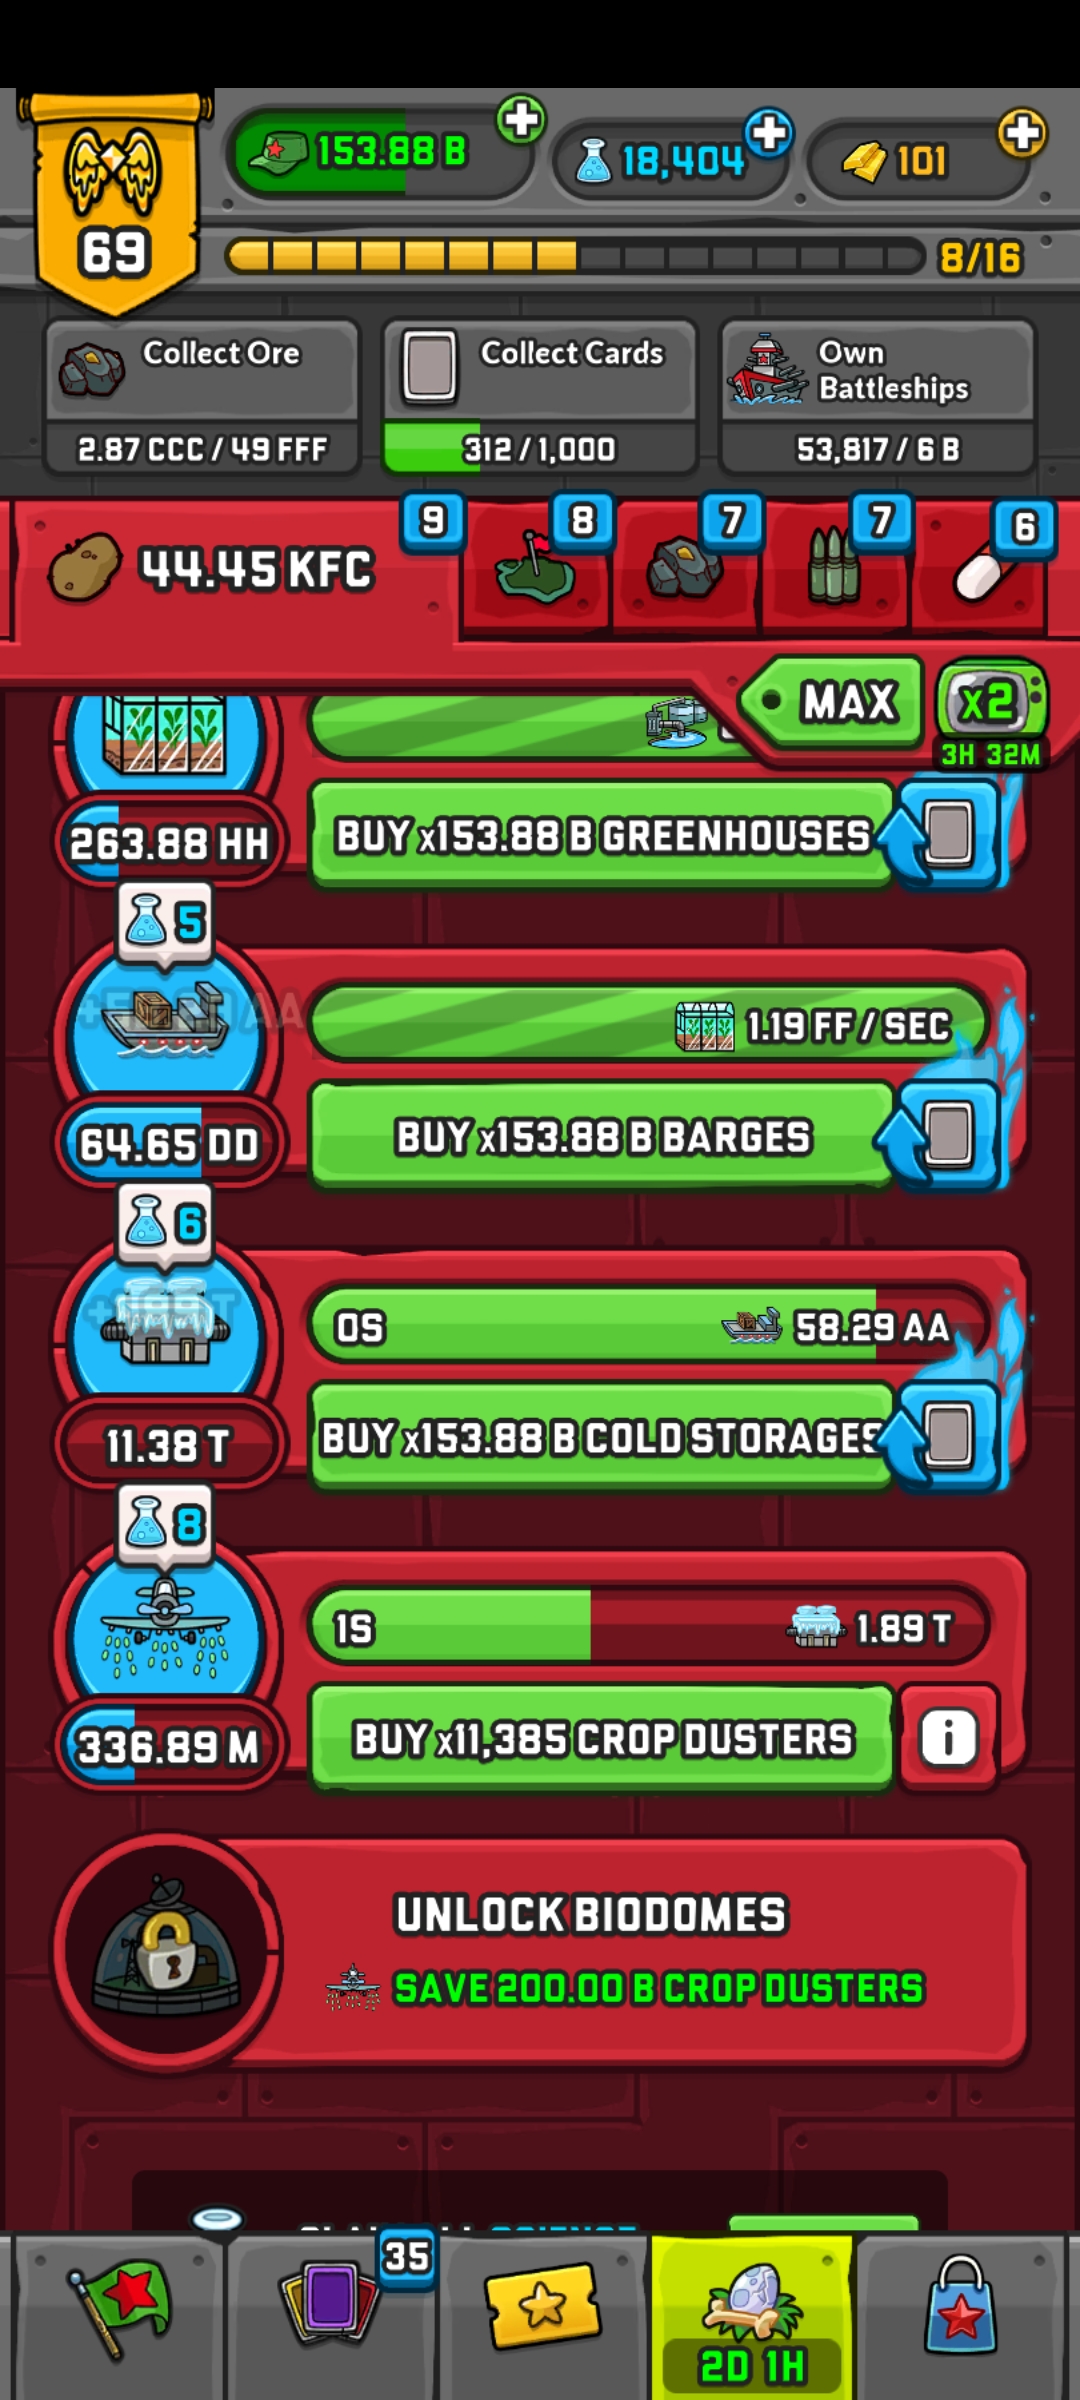 153.88 B
18,404
101
69
8/16
Collect Ore
2.87 CCC / 49 FFF
Collect Cards
312 / 1,000
Own
Battleships
53,817 / 6 B
44.45 KFC
9
8
7
7
6
MAX
x2
3H 32M
263.88 HH
BUY x153.88 B GREENHOUSES
5
1.19 FF / SEC
64.65 DD
BUY x153.88 B BARGES
6
0S
58.29 AA
11.38 T
BUY x153.88 B COLD STORAGES
8
1S
1.89 T
336.89 M
BUY x11,385 CROP DUSTERS
i
UNLOCK BIODOMES
SAVE 200.00 B CROP DUSTERS
35
2D 1H